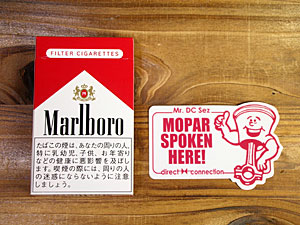 FILTER CIGARETTES
Marlboro
たばこの煙は、あなたの周りの人、
特に乳幼児、子供、お年寄り
などの健康に悪影響を及ぼし
ます。喫煙の際には、周りの人
の迷惑にならないように注意
しましょう。
Mr. DC Sez
MOPAR
SPOKEN
HERE!
direct connection